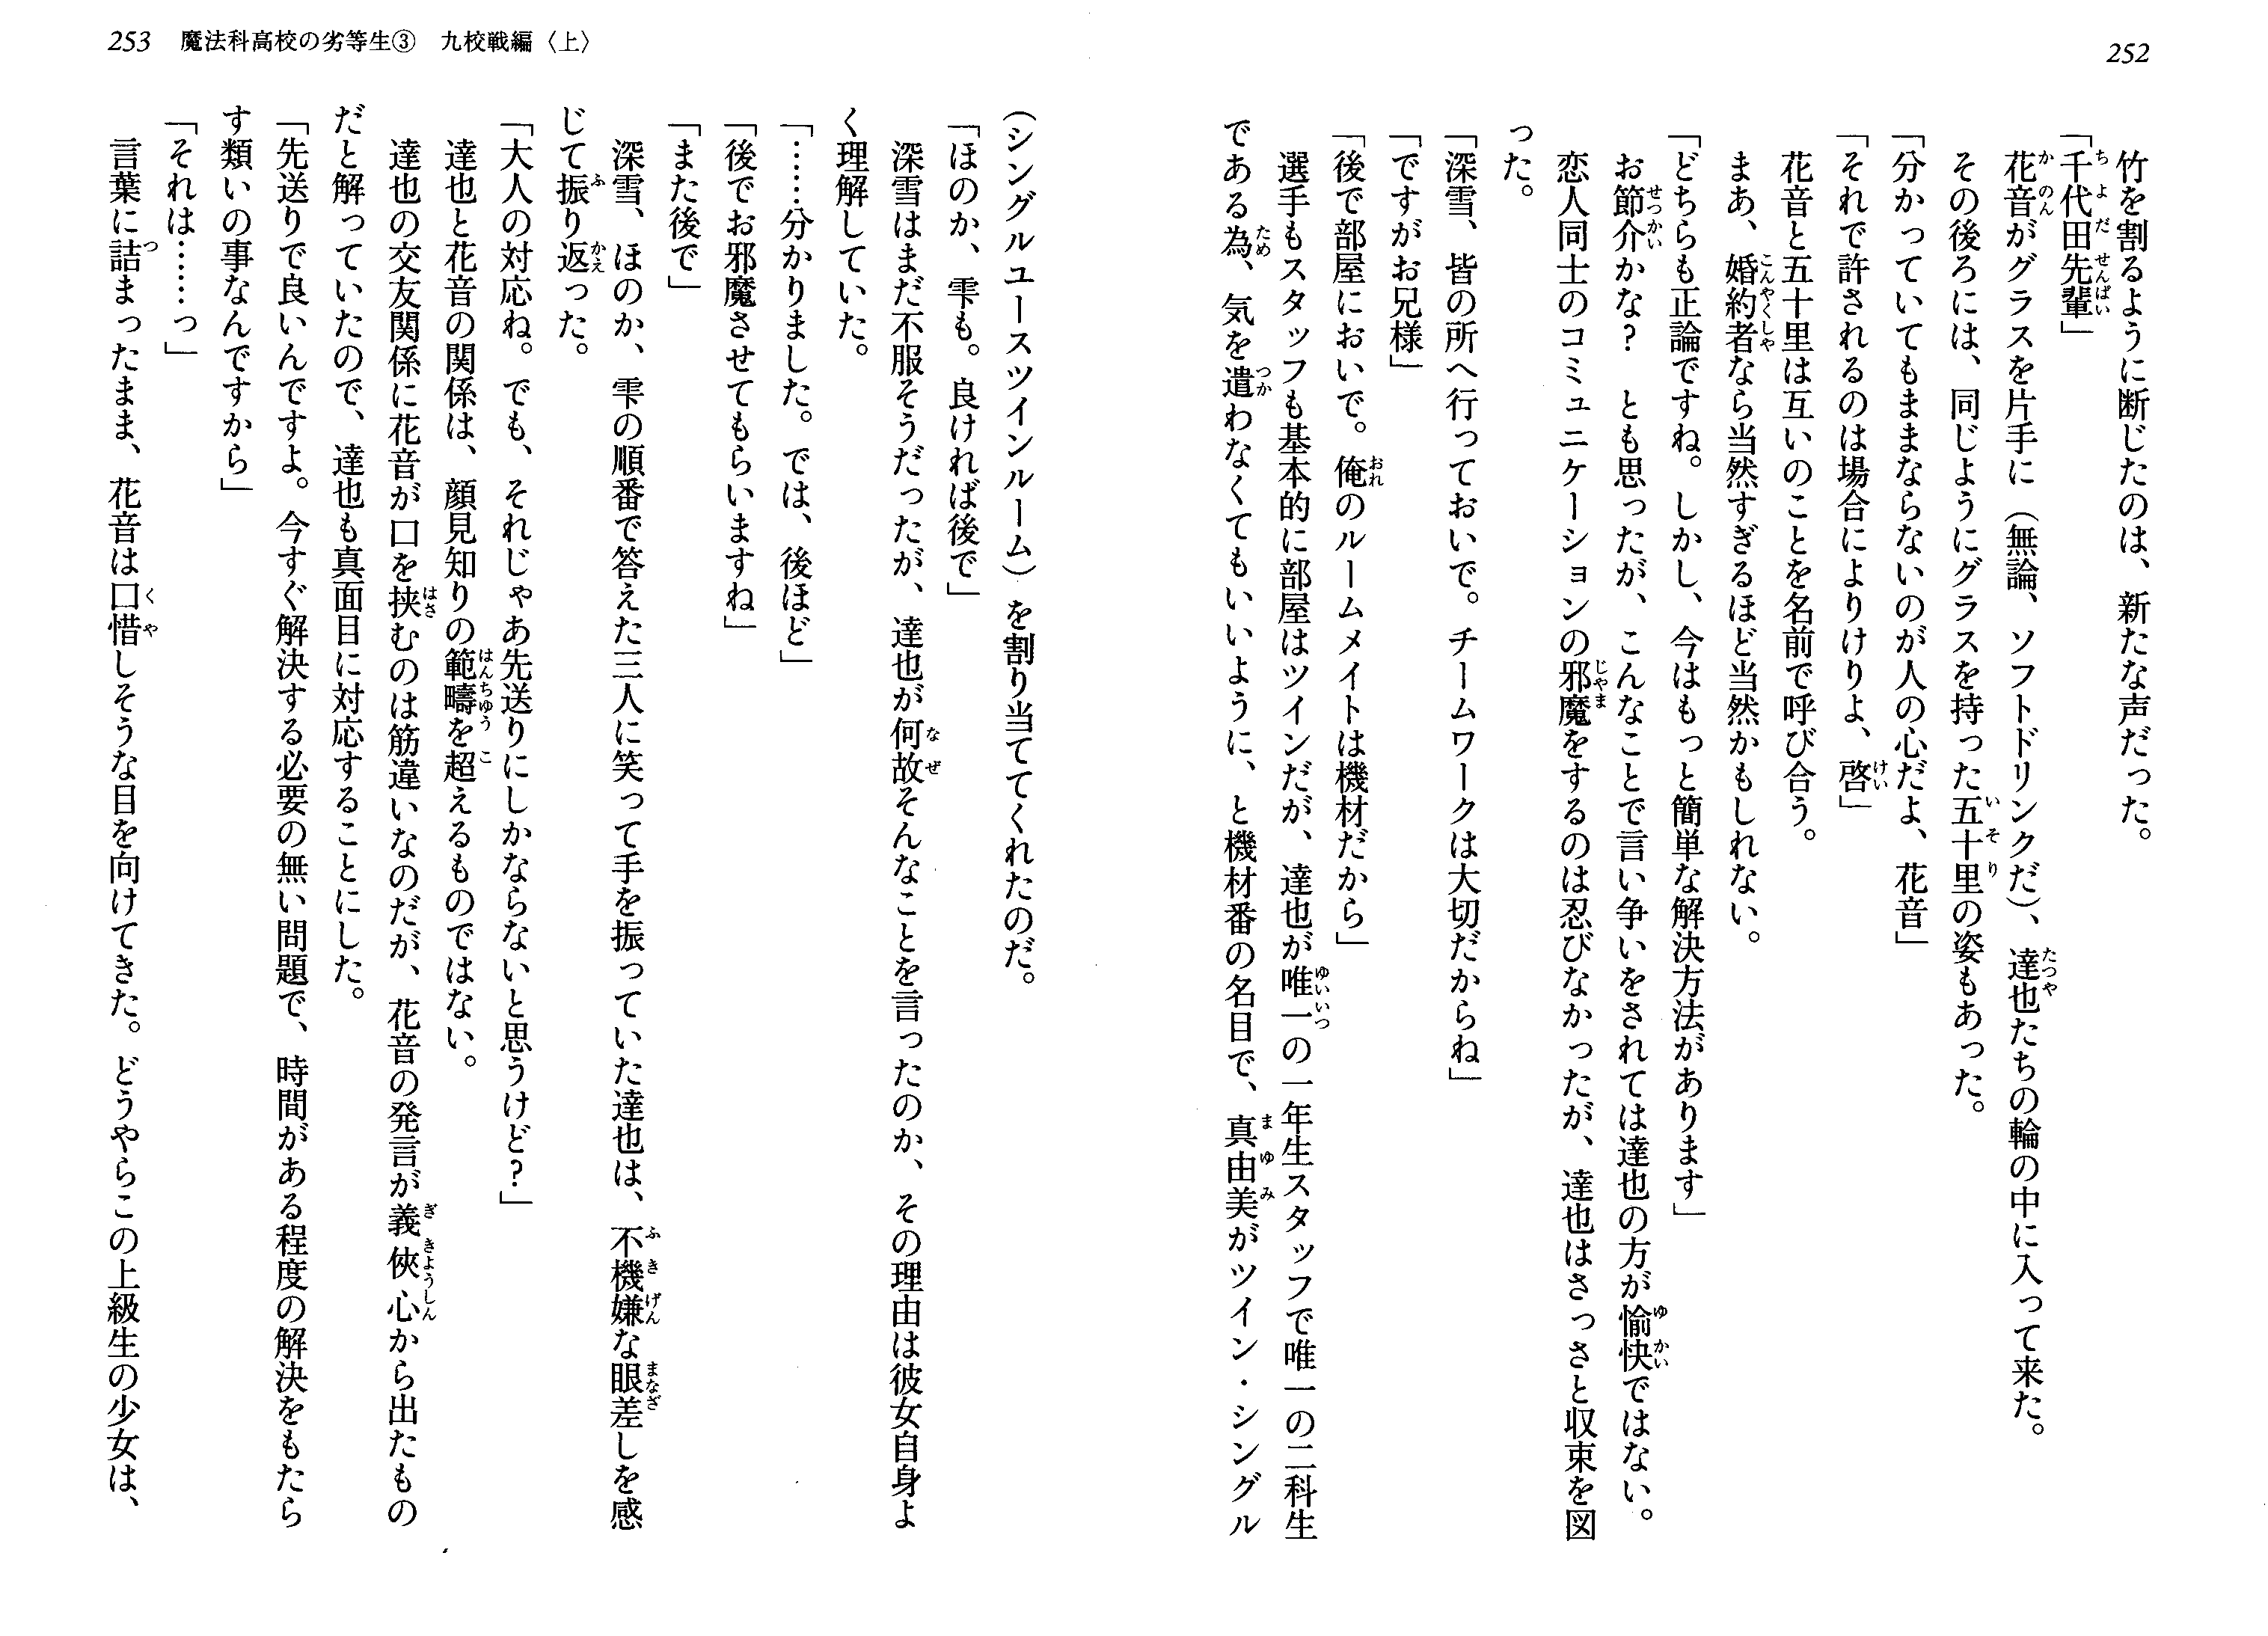 252
竹を割るように断じたのは、新たな声だった。
「千代田先輩」
花音がグラスを片手に（無論、ソフトドリンクだ）、達也たちの輪の中に入って来た。
その後ろには、同じようにグラスを持った五十里の姿もあった。
「分かっていてもままならないのが人の心だよ、花音」
「それで許されるのは場合によりけりよ、啓」
花音と五十里は互いのことを名前で呼び合う。
まあ、婚約者なら当然すぎるほど当然かもしれない。
「どちらも正論ですね。しかし、今はもっと簡単な解決方法があります」
お節介かな？　とも思ったが、こんなことで言い争いをされては達也の方が愉快ではない。
恋人同士のコミュニケーションの邪魔をするのは忍びなかったが、達也はさっさと収束を図
った。
「深雪、皆の所へ行っておいで。チームワークは大切だからね」
「ですがお兄様」
「後で部屋においで。俺のルームメイトは機材だから」
選手もスタッフも基本的に部屋はツインだが、達也が唯一の一年生スタッフで唯一の二科生
である為、気を遣わなくてもいいように、と機材番の名目で、真由美がツイン・シングル
253　魔法科高校の劣等生③　九校戦編〈上〉
（シングルユースツインルーム）を割り当ててくれたのだ。
「ほのか、雫も。良ければ後で」
深雪はまだ不服そうだったが、達也が何故そんなことを言ったのか、その理由は彼女自身よ
く理解していた。
「……分かりました。では、後ほど」
「後でお邪魔させてもらいますね」
「また後で」
深雪、ほのか、雫の順番で答えた三人に笑って手を振っていた達也は、不機嫌な眼差しを感
じて振り返った。
「大人の対応ね。でも、それじゃあ先送りにしかならないと思うけど？」
達也と花音の関係は、顔見知りの範疇を超えるものではない。
達也の交友関係に花音が口を挟むのは筋違いなのだが、花音の発言が義俠心から出たもの
だと解っていたので、達也も真面目に対応することにした。
「先送りで良いんですよ。今すぐ解決する必要の無い問題で、時間がある程度の解決をもたら
す類いの事なんですから」
「それは……っ」
言葉に詰まったまま、花音は口惜しそうな目を向けてきた。どうやらこの上級生の少女は、